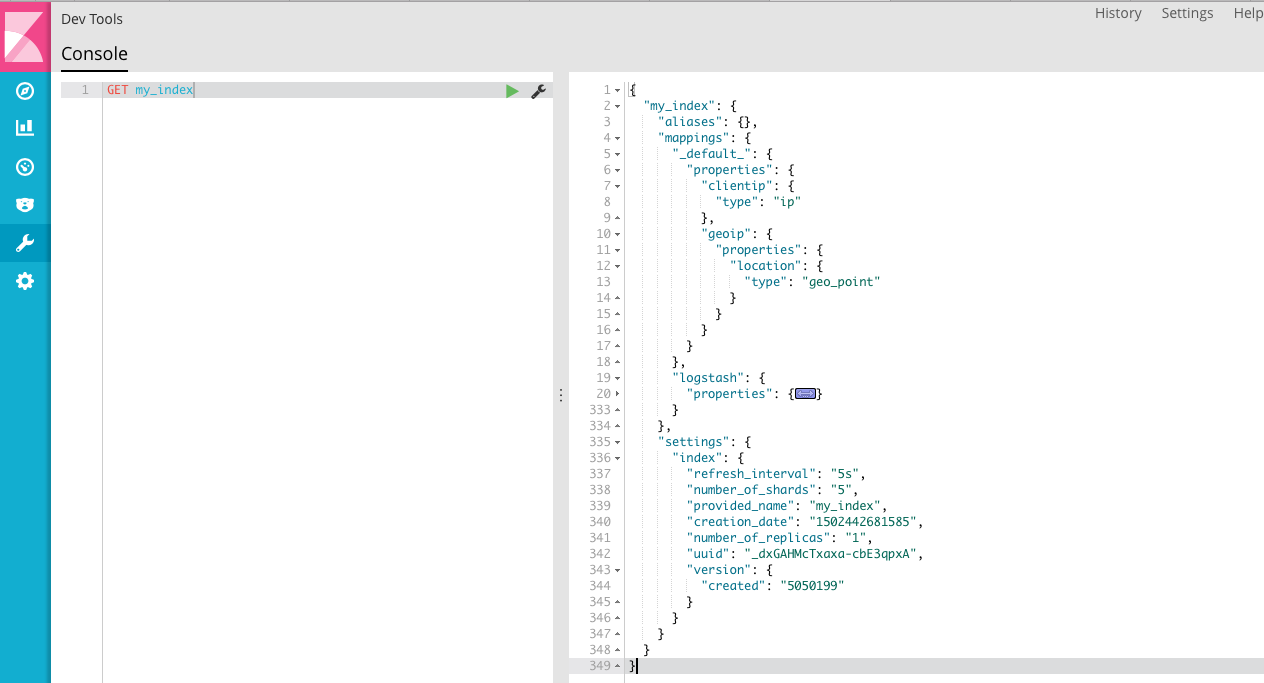 Dev Tools
History Settings Help
Console
1 GET my_index
1 {
2 "my_index": {
3 "aliases": {},
4 "mappings": {
5 "_default_": {
6 "properties": {
7 "clientip": {
8 "type": "ip"
9 },
10 "geoip": {
11 "properties": {
12 "location": {
13 "type": "geo_point"
14 }
15 }
16 }
17 }
18 },
19 "logstash": {
20 "properties": {}
333 }
334 },
335 "settings": {
336 "index": {
337 "refresh_interval": "5s",
338 "number_of_shards": "5",
339 "provided_name": "my_index",
340 "creation_date": "1502442681585",
341 "number_of_replicas": "1",
342 "uuid": "_dxGAHMcTxaxa-cbE3qpxA",
343 "version": {
344 "created": "5050199"
345 }
346 }
347 }
348 }
349 }